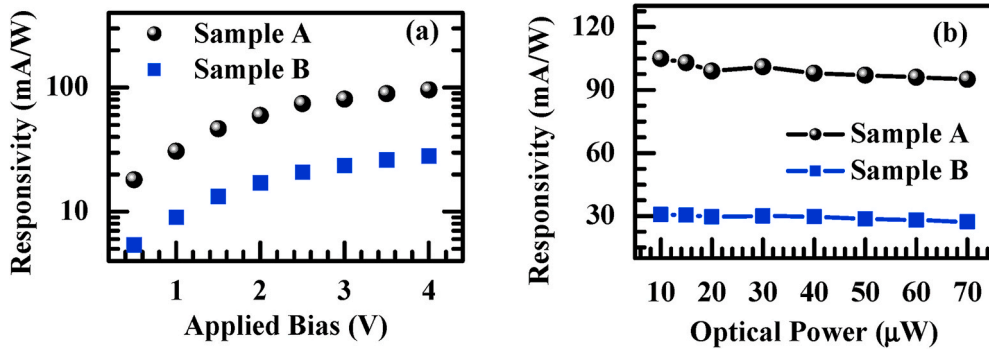 Responsivity (mA/W)
100
10
Sample A
Sample B
(a)
1 2 3 4
Applied Bias (V)
Responsivity (mA/W)
120
90
60
30
(b)
Sample A
Sample B
10 20 30 40 50 60 70
Optical Power (μW)